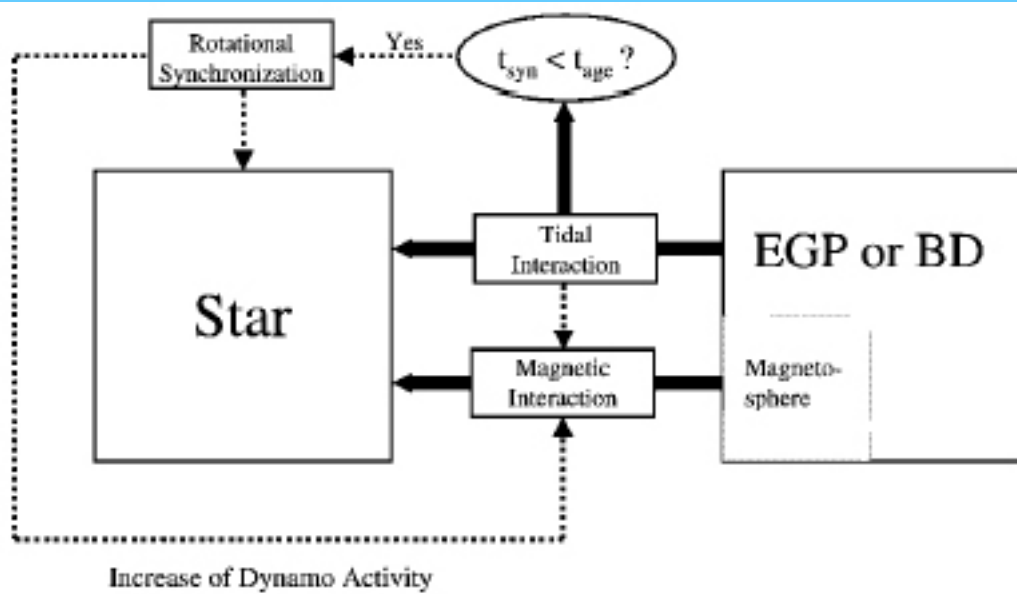 Rotational
Synchronization
Yes
t_syn < t_age ?
Tidal
Interaction
EGP or BD
Star
Magnetic
Interaction
Magneto-
sphere
Increase of Dynamo Activity